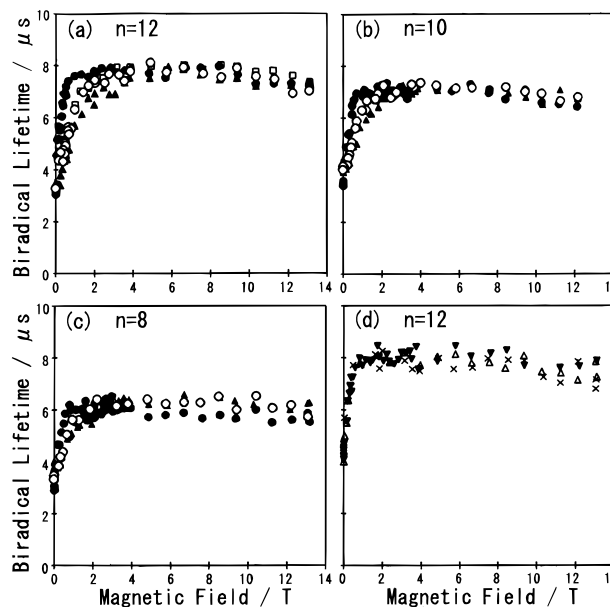 (a) n=12
(b) n=10
Biradical Lifetime / μs
10
8
6
4
2
0
0 2 4 6 8 10 12 14
0 2 4 6 8 10 12 14
(c) n=8
(d) n=12
Biradical Lifetime / μs
10
8
6
4
2
0
0 2 4 6 8 10 12 14
0 2 4 6 8 10 12 1
Magnetic Field / T
Magnetic Field / T